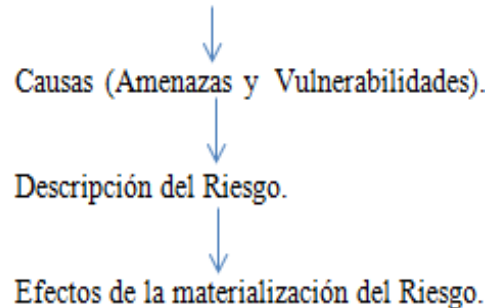 Causas (Amenazas y Vulnerabilidades).
Descripción del Riesgo.
Efectos de la materialización del Riesgo.